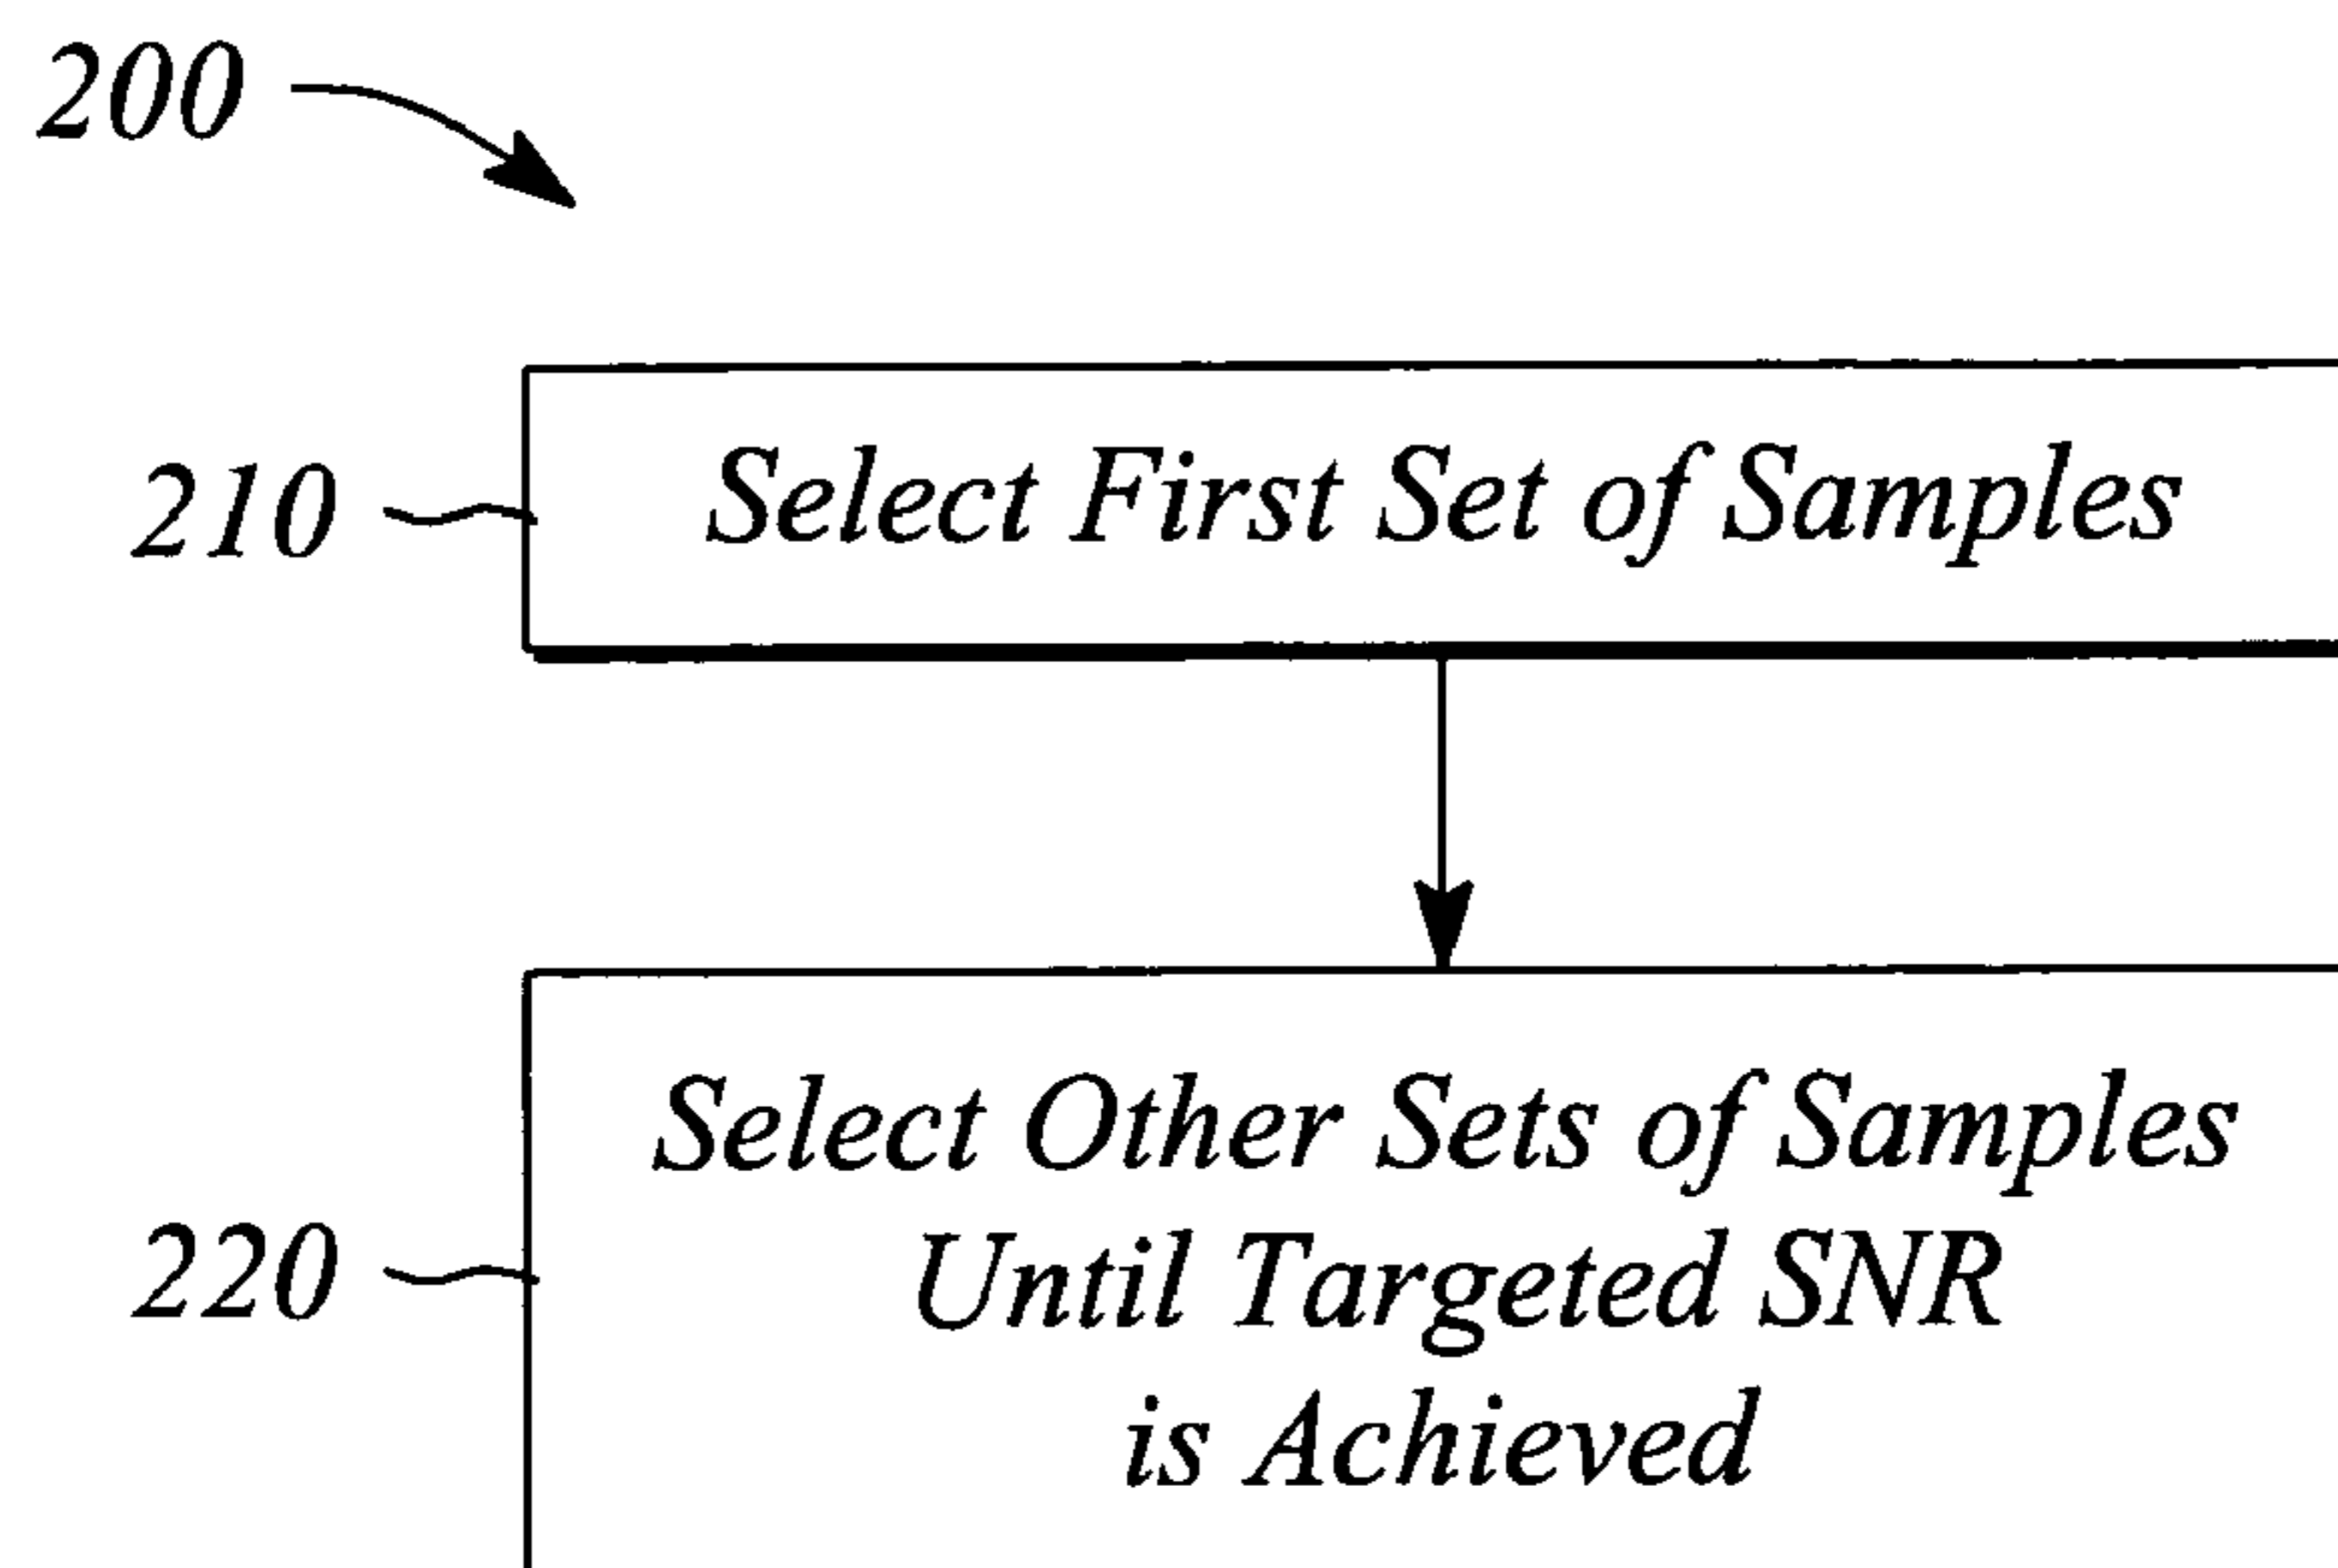 200
210
Select First Set of Samples
220
Select Other Sets of Samples
Until Targeted SNR
is Achieved